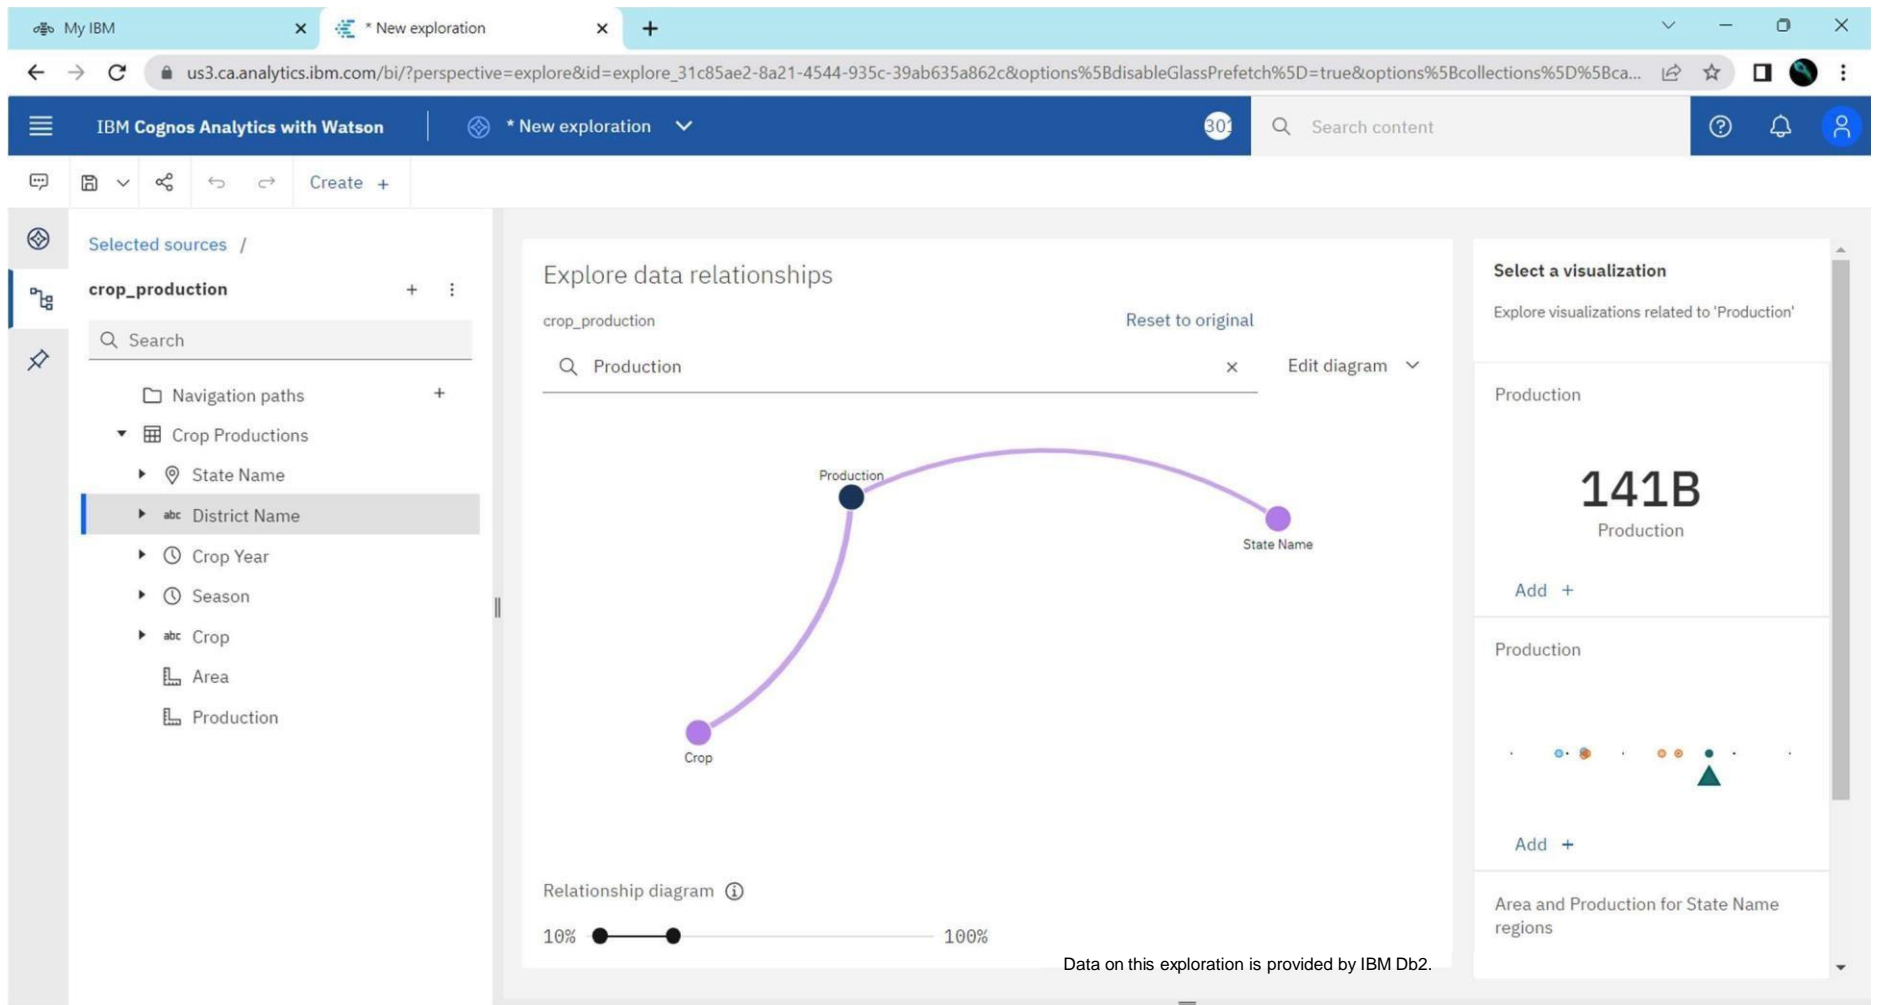 My IBM
* New exploration
us3.ca.analytics.ibm.com/bi/?perspective=explore&id=explore_31c85ae2-8a21-4544-935c-39ab635a862c&options%5BdisableGlassPrefetch%5D=true&options%5Bcollections%5D%5Bca...
IBM Cognos Analytics with Watson
* New exploration
301
Search content
Create +
Selected sources /
crop_production
Search
Navigation paths
Crop Productions
State Name
abc District Name
Crop Year
Season
abc Crop
Area
Production
Explore data relationships
crop_production
Reset to original
Production
Edit diagram
Production
State Name
Crop
Relationship diagram
10%
100%
Data on this exploration is provided by IBM Db2.
Select a visualization
Explore visualizations related to 'Production'
Production
141B
Production
Add +
Production
Add +
Area and Production for State Name
regions